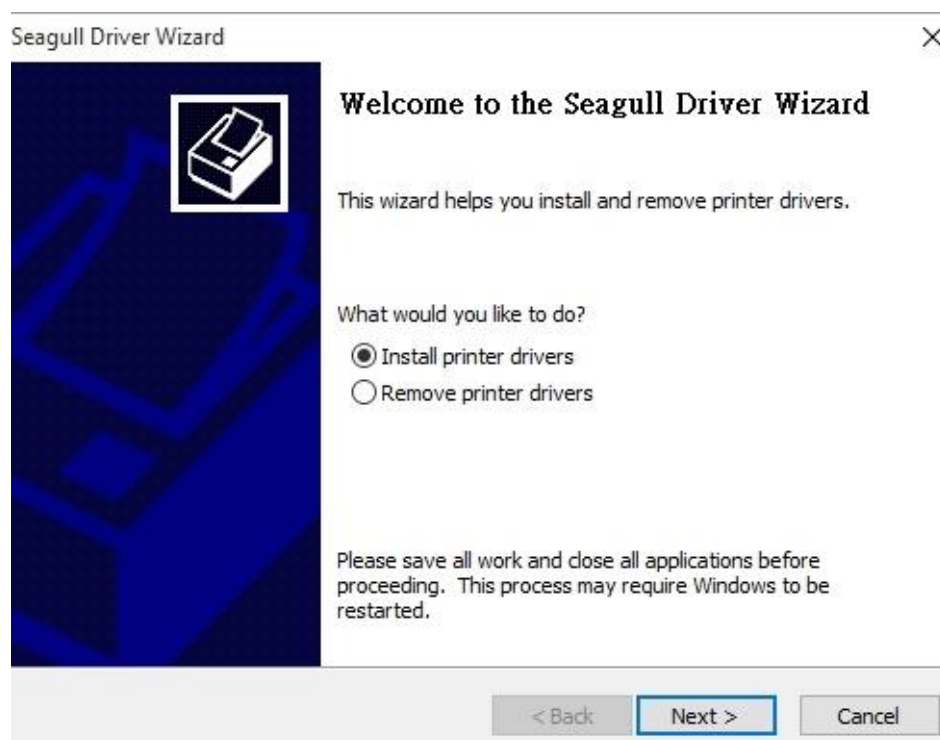 Seagull Driver Wizard
Welcome to the Seagull Driver Wizard
This wizard helps you install and remove printer drivers.
What would you like to do?
Install printer drivers
Remove printer drivers
Please save all work and close all applications before
proceeding. This process may require Windows to be
restarted.
< Back Next > Cancel